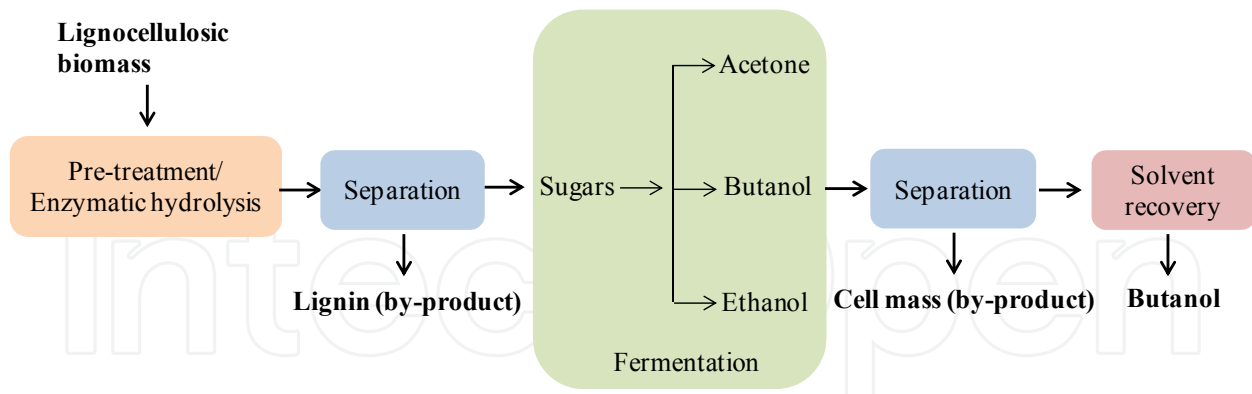 Lignocellulosic
biomass
Pre-treatment/
Enzymatic hydrolysis
Separation
Lignin (by-product)
Sugars
Acetone
Butanol
Ethanol
Fermentation
Separation
Cell mass (by-product)
Solvent
recovery
Butanol
IntechOpen